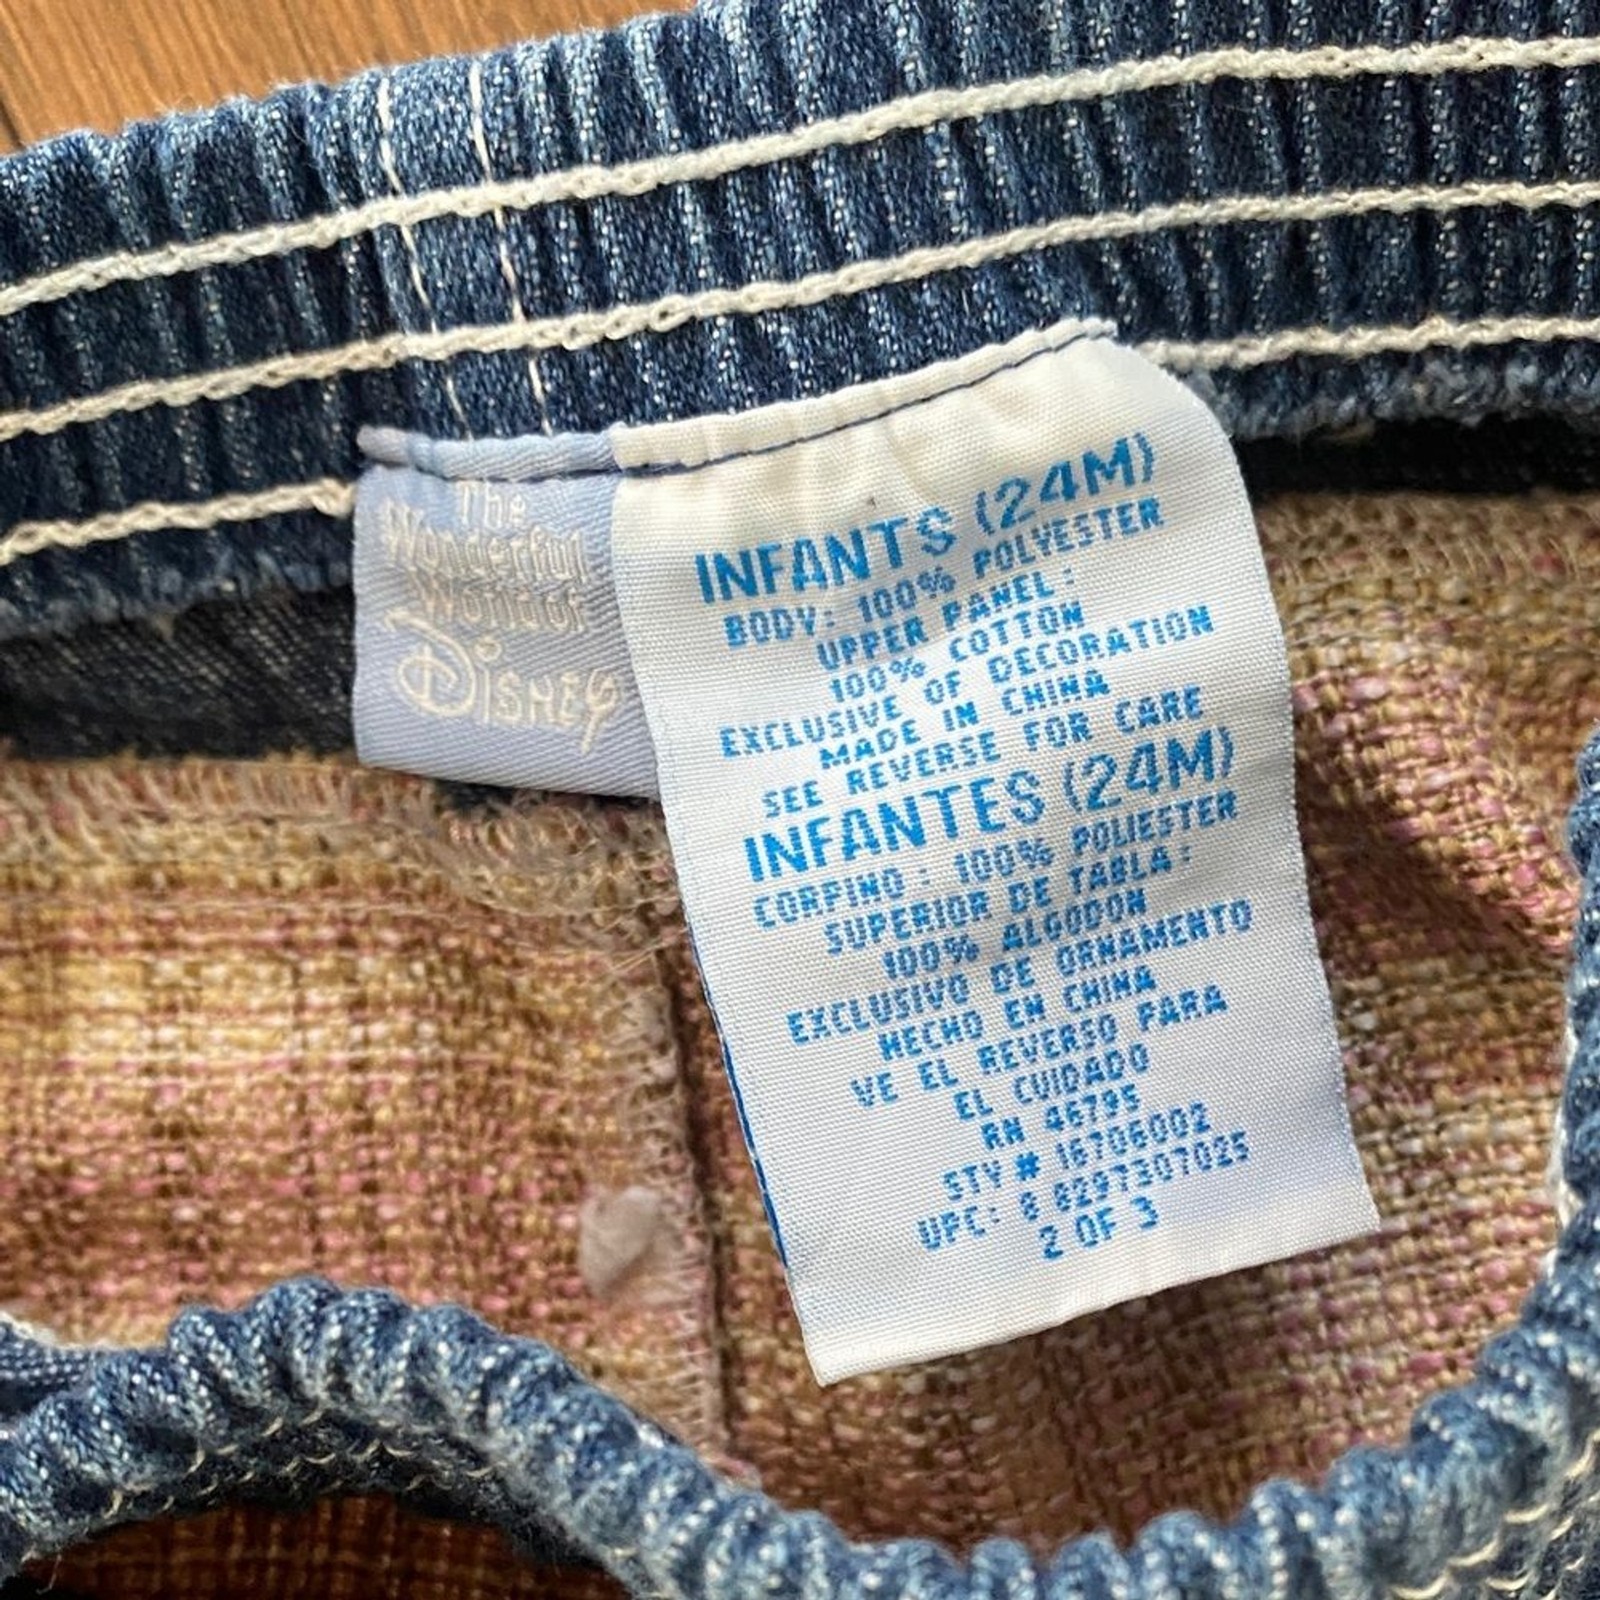 The
Wonderful
Wonder
Disney
INFANTS (24M)
BODY: 100% POLYESTER
UPPER PANEL:
100% COTTON
EXCLUSIVE OF DECORATION
MADE IN CHINA
SEE REVERSE FOR CARE
INFANTES (24M)
CORPINO: 100% POLIESTER
SUPERIOR DE TABLA:
100% ALGODON
EXCLUSIVO DE ORNAMENTO
HECHO EN CHINA
VE EL REVERSO PARA
EL CUIDADO
RN 46795
STY # 16706002
UPC: 8 8297307025
2 OF 3